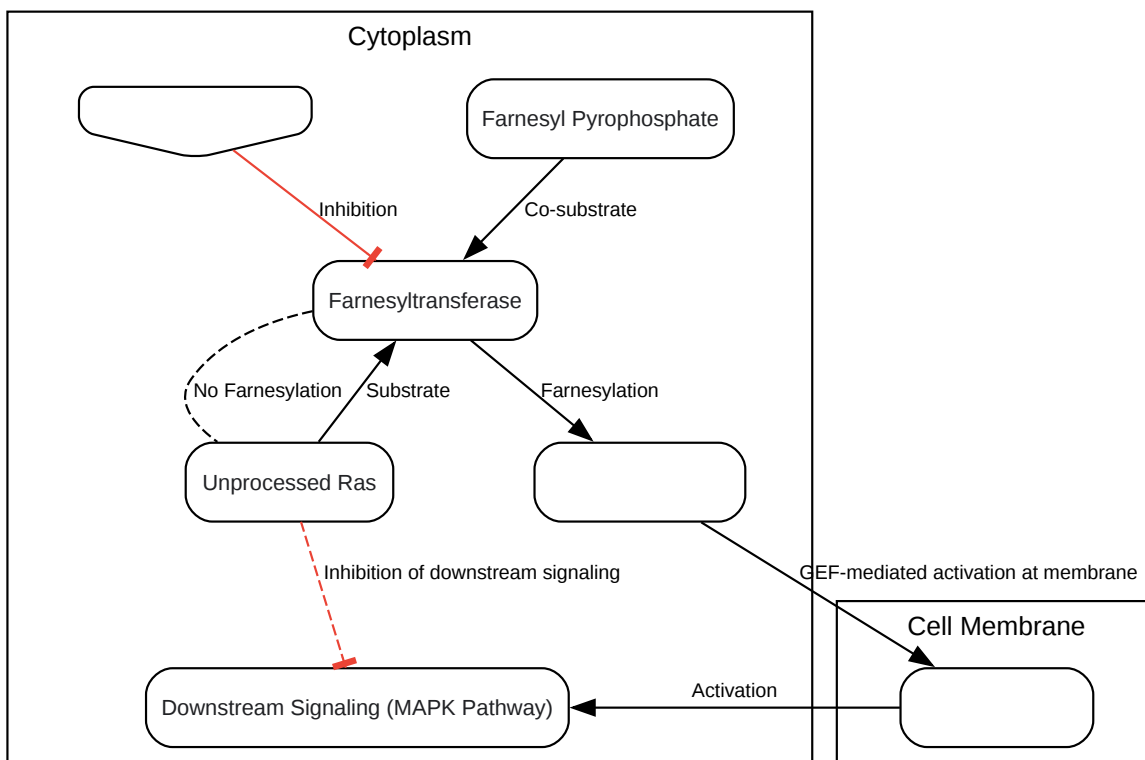 Cytoplasm
Farnesyl Pyrophosphate
Inhibition
Co-substrate
Farnesyltransferase
No Farnesylation
Substrate
Farnesylation
Unprocessed Ras
Inhibition of downstream signaling
GEF-mediated activation at membrane
Cell Membrane
Activation
Downstream Signaling (MAPK Pathway)